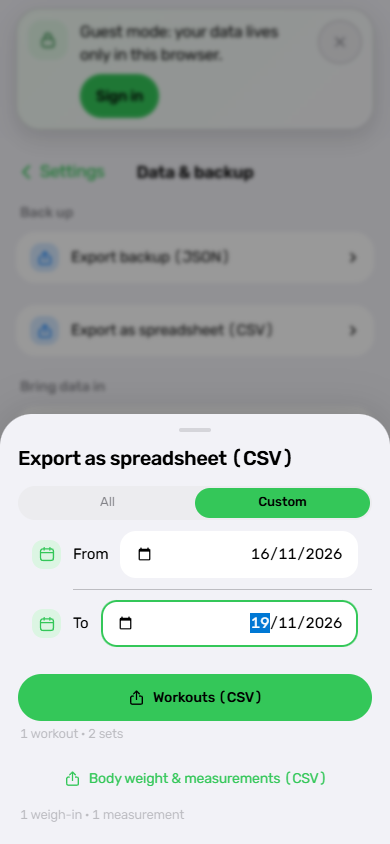 Guest mode: your data lives
only in this browser.
Sign in
Settings
Data & backup
Back up
Export backup (JSON)
Export as spreadsheet (CSV)
Bring data in
Export as spreadsheet (CSV)
All
Custom
From
16/11/2026
To
19/11/2026
Workouts (CSV)
1 workout • 2 sets
Body weight & measurements (CSV)
1 weigh-in • 1 measurement